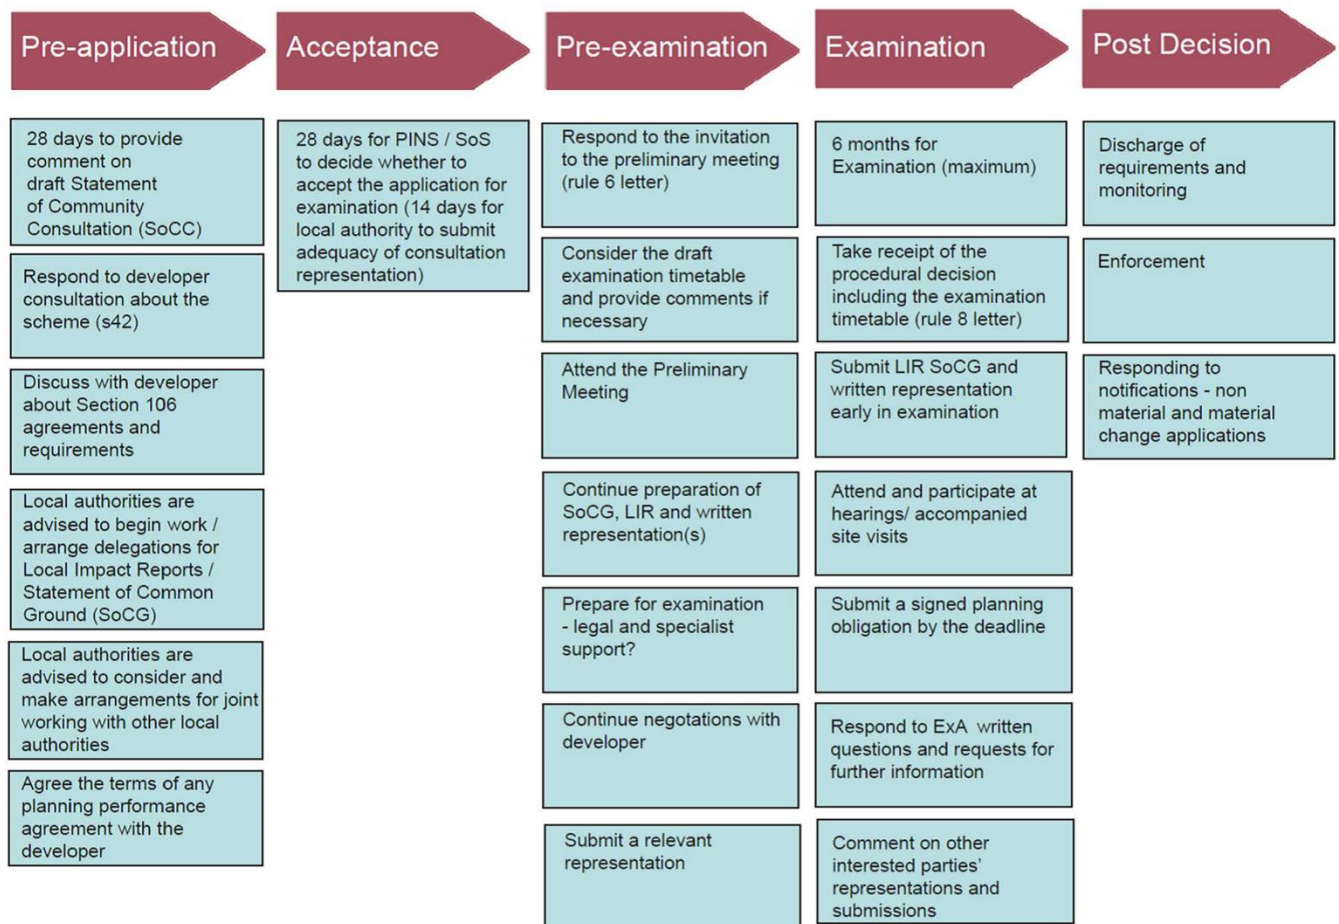 Pre-application
Acceptance
Pre-examination
Examination
Post Decision
28 days to provide
comment on
draft Statement
of Community
Consultation (SoCC)
Respond to developer
consultation about the
scheme (s42)
Discuss with developer
about Section 106
agreements and
requirements
Local authorities are
advised to begin work /
arrange delegations for
Local Impact Reports /
Statement of Common
Ground (SoCG)
Local authorities are
advised to consider and
make arrangements for joint
working with other local
authorities
Agree the terms of any
planning performance
agreement with the
developer
28 days for PINS / SoS
to decide whether to
accept the application for
examination (14 days for
local authority to submit
adequacy of consultation
representation)
Respond to the invitation
to the preliminary meeting
(rule 6 letter)
Consider the draft
examination timetable
and provide comments if
necessary
Attend the Preliminary
Meeting
Continue preparation of
SoCG, LIR and written
representation(s)
Prepare for examination
- legal and specialist
support?
Continue negotations with
developer
Submit a relevant
representation
6 months for
Examination (maximum)
Take receipt of the
procedural decision
including the examination
timetable (rule 8 letter)
Submit LIR SoCG and
written representation
early in examination
Attend and participate at
hearings/ accompanied
site visits
Submit a signed planning
obligation by the deadline
Respond to ExA written
questions and requests for
further information
Comment on other
interested parties'
representations and
submissions
Discharge of
requirements and
monitoring
Enforcement
Responding to
notifications - non
material and material
change applications